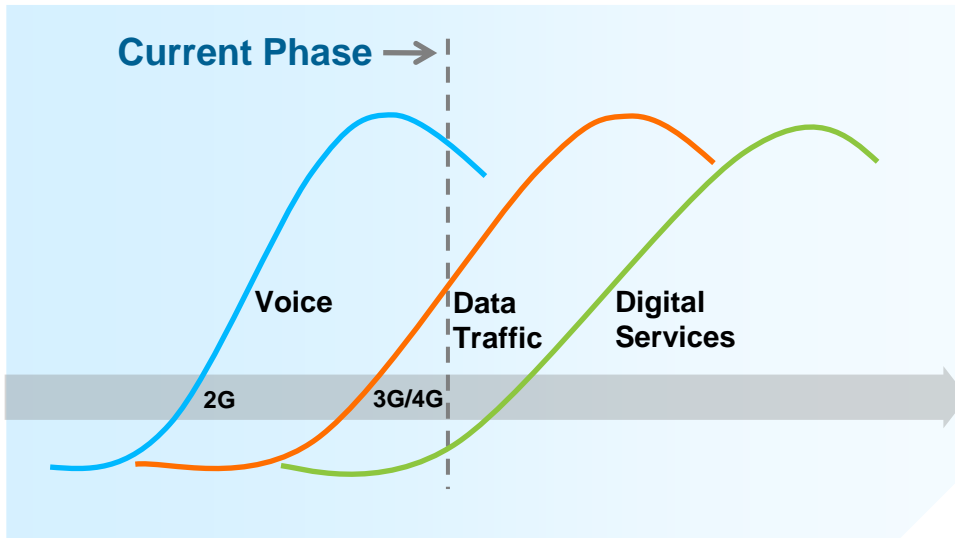 Current Phase
Voice
Data
Traffic
Digital
Services
2G
3G/4G